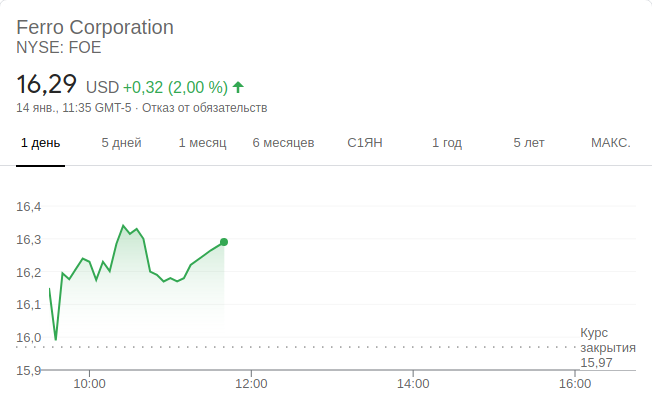 Ferro Corporation
NYSE: FOE
16,29 USD +0,32 (2,00 %)
14 янв., 11:35 GMT-5 · Отказ от обязательств
1 день 5 дней 1 месяц 6 месяцев С1ЯН 1 год 5 лет МАКС.
16,4
16,3
16,2
16,1
16,0
15,9
Курс
закрытия
15,97
10:00 12:00 14:00 16:00